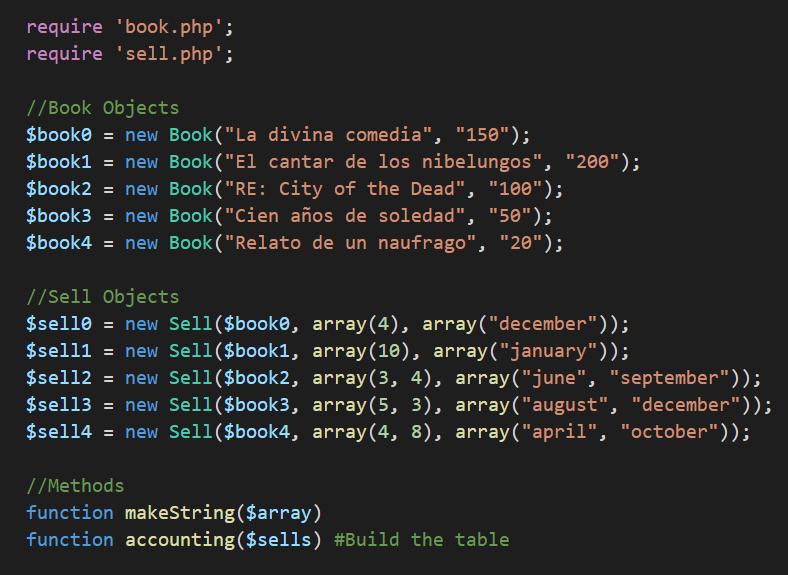 require 'book.php';
require 'sell.php';
//Book Objects
$book0 = new Book("La divina comedia", "150");
$book1 = new Book("El cantar de los nibelungos", "200");
$book2 = new Book("RE: City of the Dead", "100");
$book3 = new Book("Cien años de soledad", "50");
$book4 = new Book("Relato de un naufrago", "20");
//Sell Objects
$sell0 = new Sell($book0, array(4), array("december"));
$sell1 = new Sell($book1, array(10), array("january"));
$sell2 = new Sell($book2, array(3, 4), array("june", "september"));
$sell3 = new Sell($book3, array(5, 3), array("august", "december"));
$sell4 = new Sell($book4, array(4, 8), array("april", "october"));
//Methods
function makeString($array)
function accounting($sells) #Build the table